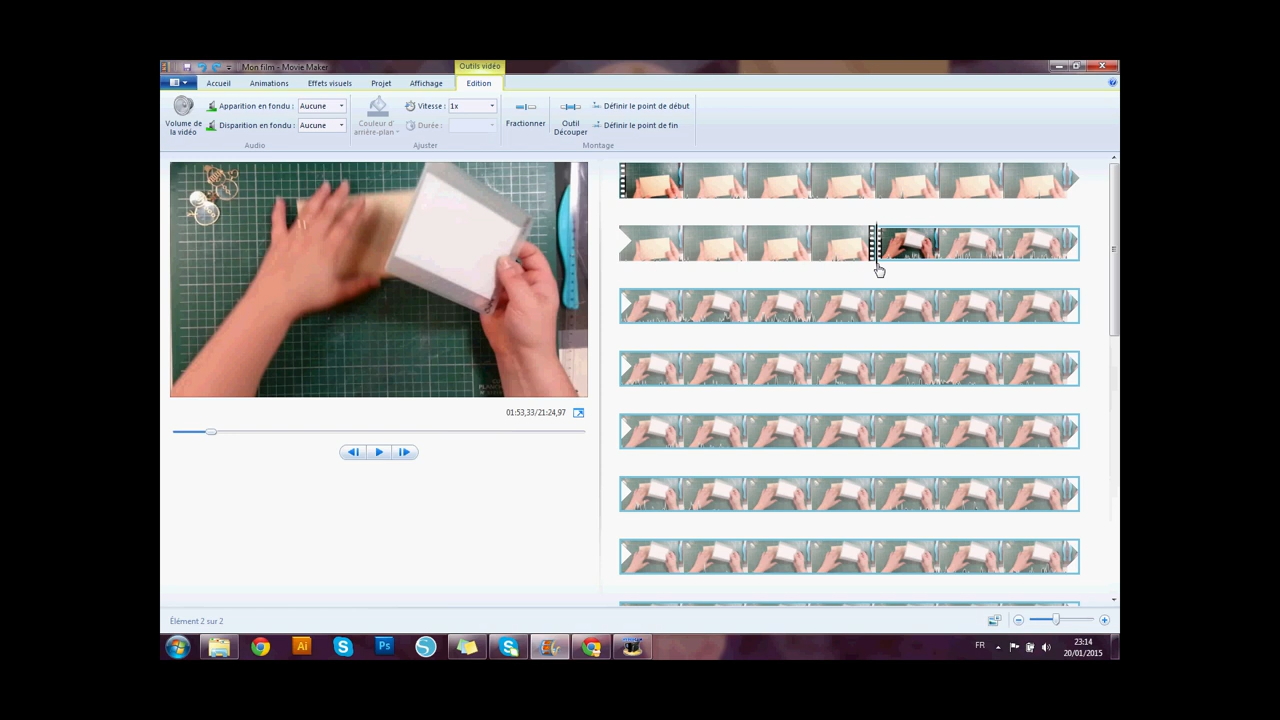 Mon film - Movie Maker
Outils vidéo
Accueil
Animations
Effets visuels
Projet
Affichage
Edition
Volume de la vidéo
Apparition en fondu :
Aucune
Disparition en fondu :
Aucune
Audio
Couleur d'arrière-plan
Vitesse :
1x
Durée :
Ajuster
Fractionner
Outil Découper
Définir le point de début
Définir le point de fin
Montage
01:53,33/21:24,97
Élément 2 sur 2
Ai
Ps
FR
23:14
20/01/2015